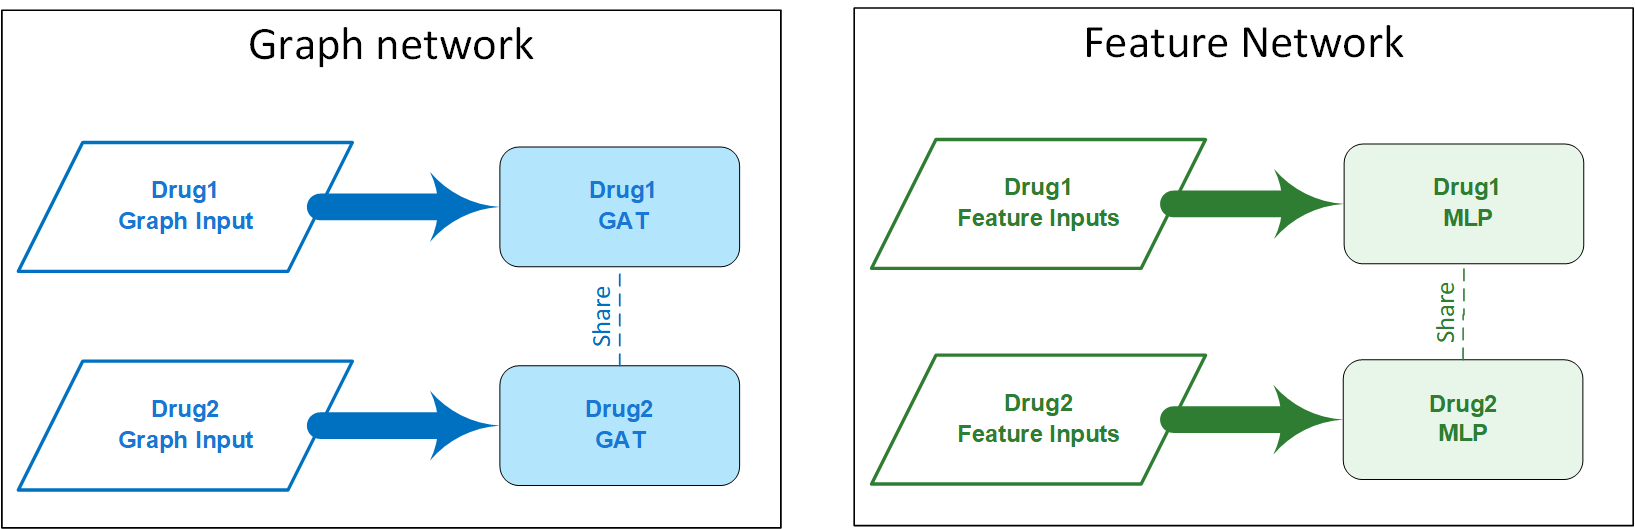 Graph network
Drug1
Graph Input
Drug1
GAT
Share
Drug2
Graph Input
Drug2
GAT
Feature Network
Drug1
Feature Inputs
Drug1
MLP
Share
Drug2
Feature Inputs
Drug2
MLP